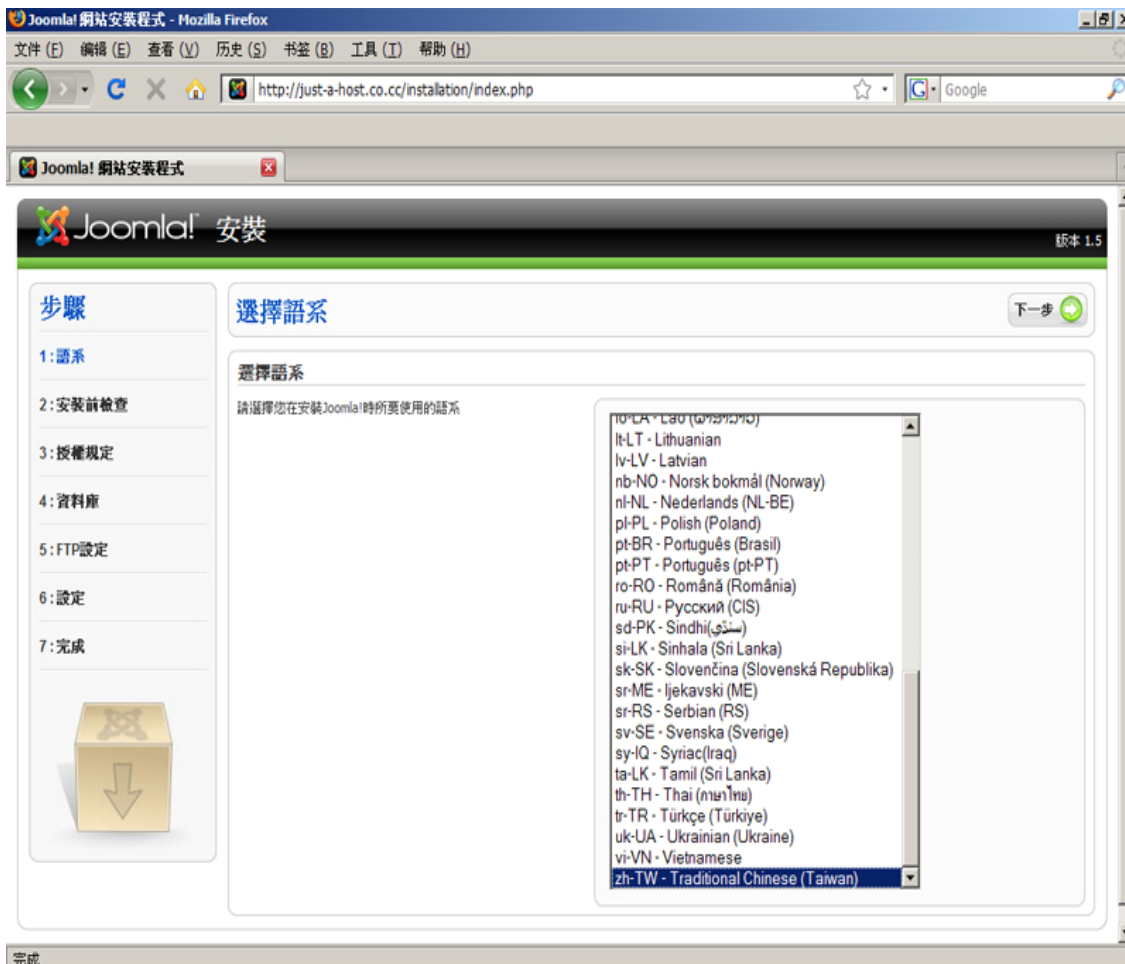 Joomla! 網站安裝程式 - Mozilla Firefox
文件 (F) 编辑 (E) 查看 (V) 历史 (S) 书签 (B) 工具 (T) 帮助 (H)
http://just-a-host.co.cc/installation/index.php
Google
Joomla! 網站安裝程式
Joomla! 安裝
版本 1.5
步驟
選擇語系
下一步
1 : 語系
2 : 安裝前檢查
3 : 授權規定
4 : 資料庫
5 : FTP設定
6 : 設定
7 : 完成
選擇語系
請選擇您在安裝Joomla!時所要使用的語系
lo-LA - Lao (ພາສາລາວ)
lt-LT - Lithuanian
lv-LV - Latvian
nb-NO - Norsk bokmål (Norway)
nl-NL - Nederlands (NL-BE)
pl-PL - Polish (Poland)
pt-BR - Português (Brasil)
pt-PT - Português (pt-PT)
ro-RO - Română (România)
ru-RU - Русский (CIS)
sd-PK - Sindhi(سنڌي)
si-LK - Sinhala (Sri Lanka)
sk-SK - Slovenčina (Slovenská Republika)
sr-ME - Ijekavski (ME)
sr-RS - Serbian (RS)
sv-SE - Svenska (Sverige)
sy-IQ - Syriac(Iraq)
ta-LK - Tamil (Sri Lanka)
th-TH - Thai (ภาษาไทย)
tr-TR - Türkçe (Türkiye)
uk-UA - Ukrainian (Ukraine)
vi-VN - Vietnamese
zh-TW - Traditional Chinese (Taiwan)
完成